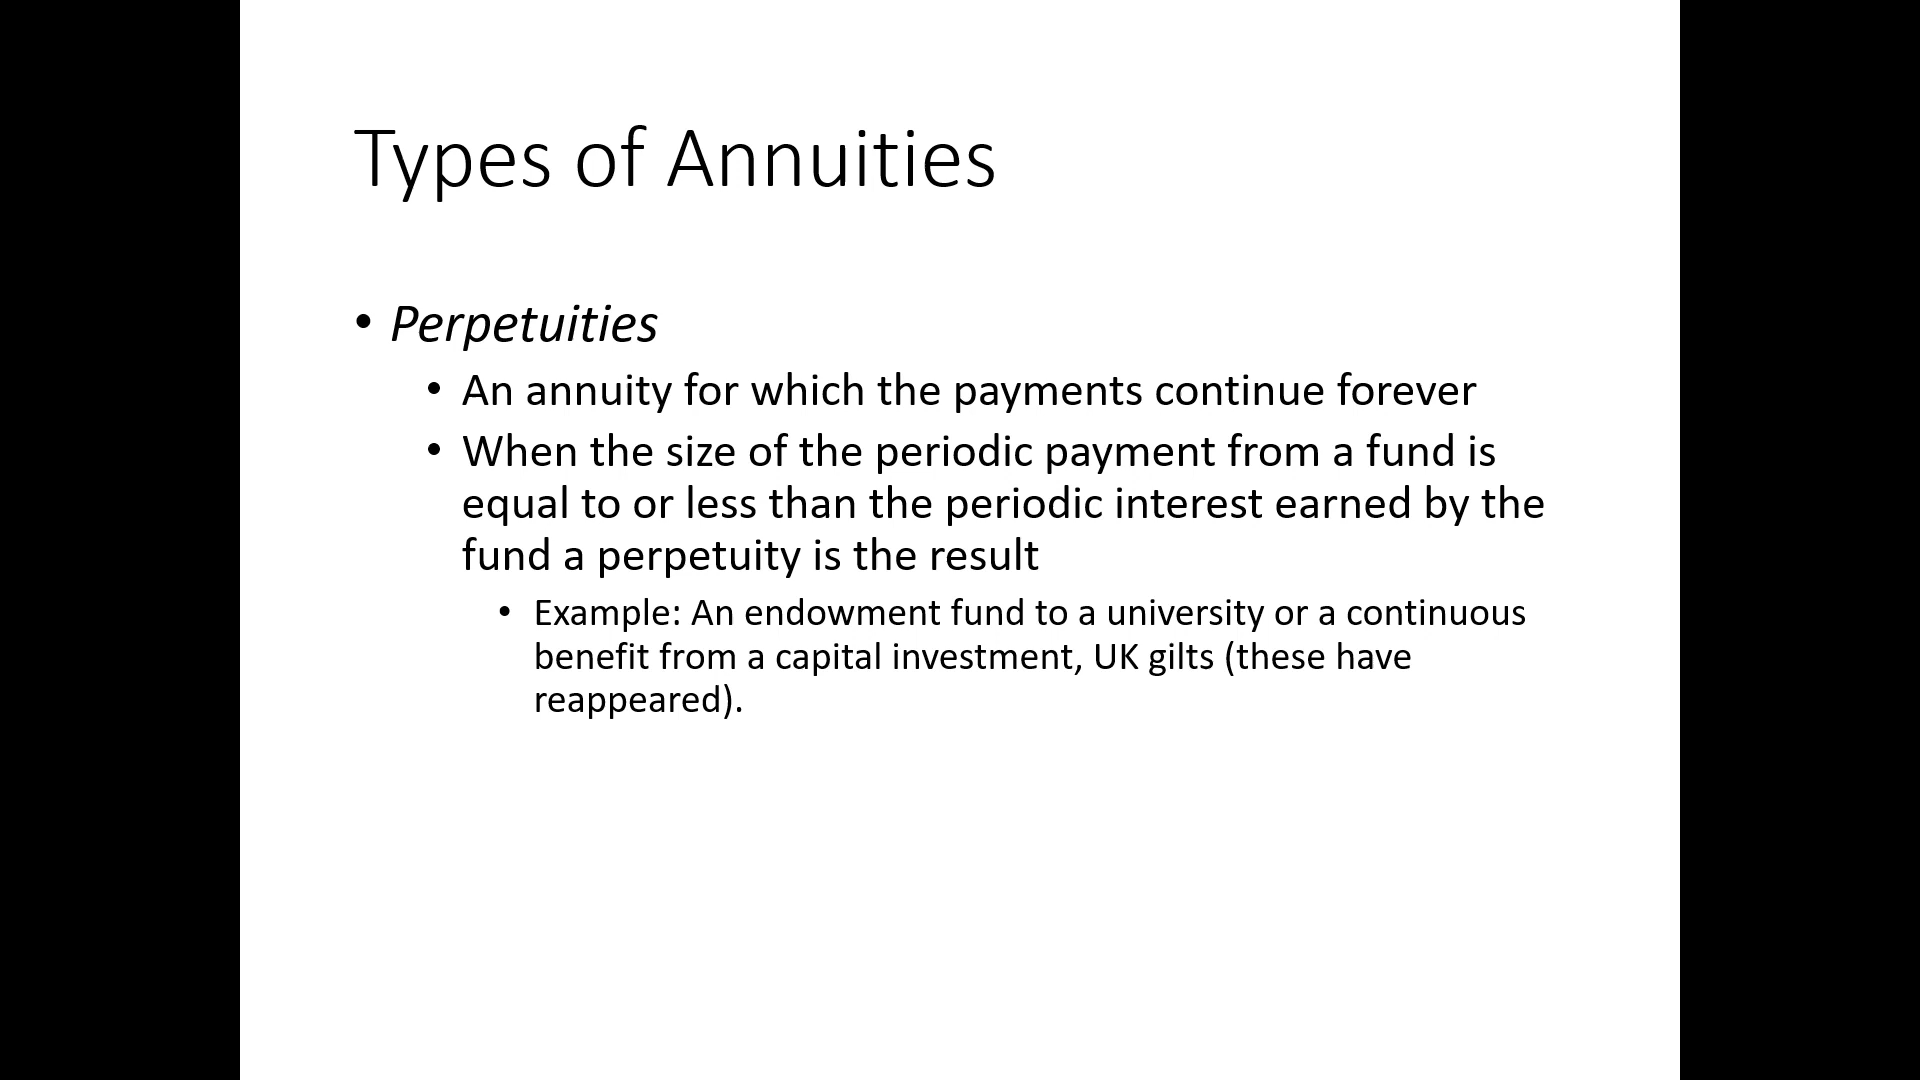 Types of Annuities
• Perpetuities
• An annuity for which the payments continue forever
• When the size of the periodic payment from a fund is
equal to or less than the periodic interest earned by the
fund a perpetuity is the result
• Example: An endowment fund to a university or a continuous
benefit from a capital investment, UK gilts (these have
reappeared).